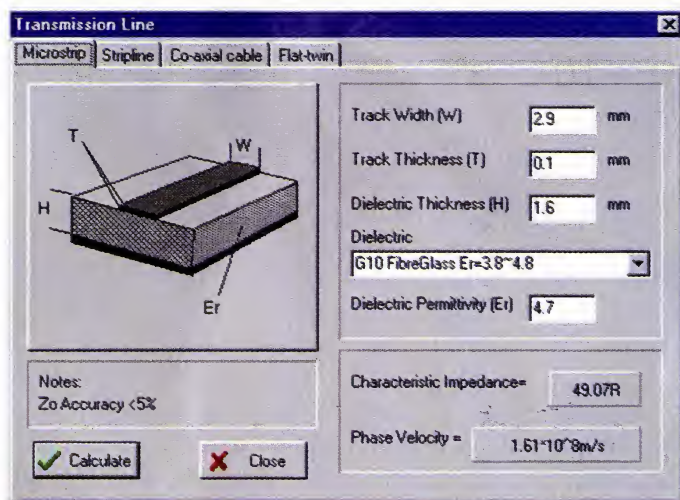 Transmission Line
Microstrip Stripline Co-axial cable Flat-twin
T
W
H
Er
Track Width (W) 2.9 mm
Track Thickness (T) 0.1 mm
Dielectric Thickness (H) 1.6 mm
Dielectric
G10 FibreGlass Er=3.8~4.8
Dielectric Permittivity (Er) 4.7
Notes:
Zo Accuracy <5%
Characteristic Impedance= 49.07R
Phase Velocity = 1.61*10^8m/s
Calculate Close